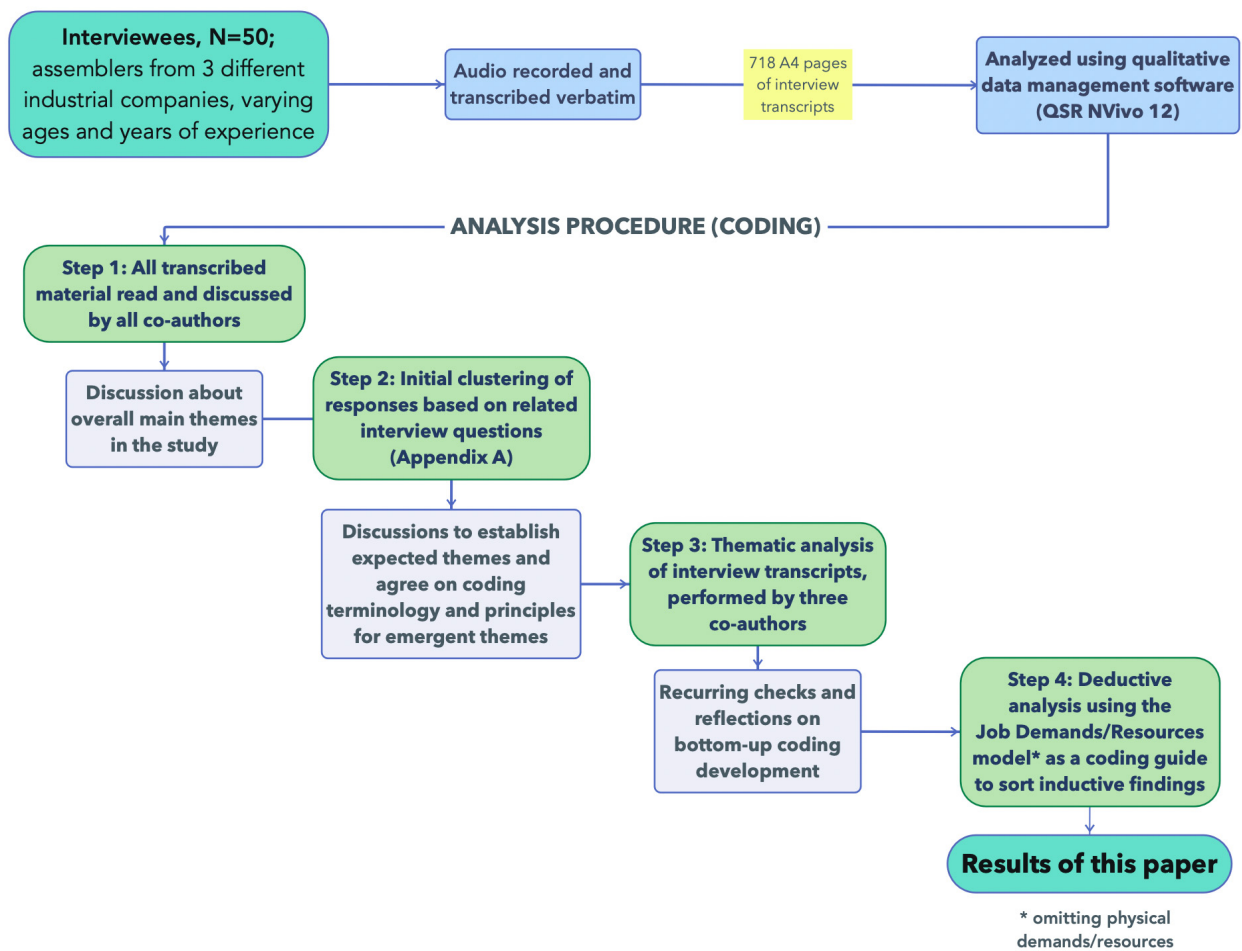 Interviewees, N=50;
assemblers from 3 different
industrial companies, varying
ages and years of experience
Audio recorded and
transcribed verbatim
718 A4 pages
of interview
transcripts
Analyzed using qualitative
data management software
(QSR NVivo 12)
ANALYSIS PROCEDURE (CODING)
Step 1: All transcribed
material read and discussed
by all co-authors
Discussion about
overall main themes
in the study
Step 2: Initial clustering of
responses based on related
interview questions
(Appendix A)
Discussions to establish
expected themes and
agree on coding
terminology and principles
for emergent themes
Step 3: Thematic analysis
of interview transcripts,
performed by three
co-authors
Recurring checks and
reflections on
bottom-up coding
development
Step 4: Deductive
analysis using the
Job Demands/Resources
model* as a coding guide
to sort inductive findings
Results of this paper
* omitting physical
demands/resources